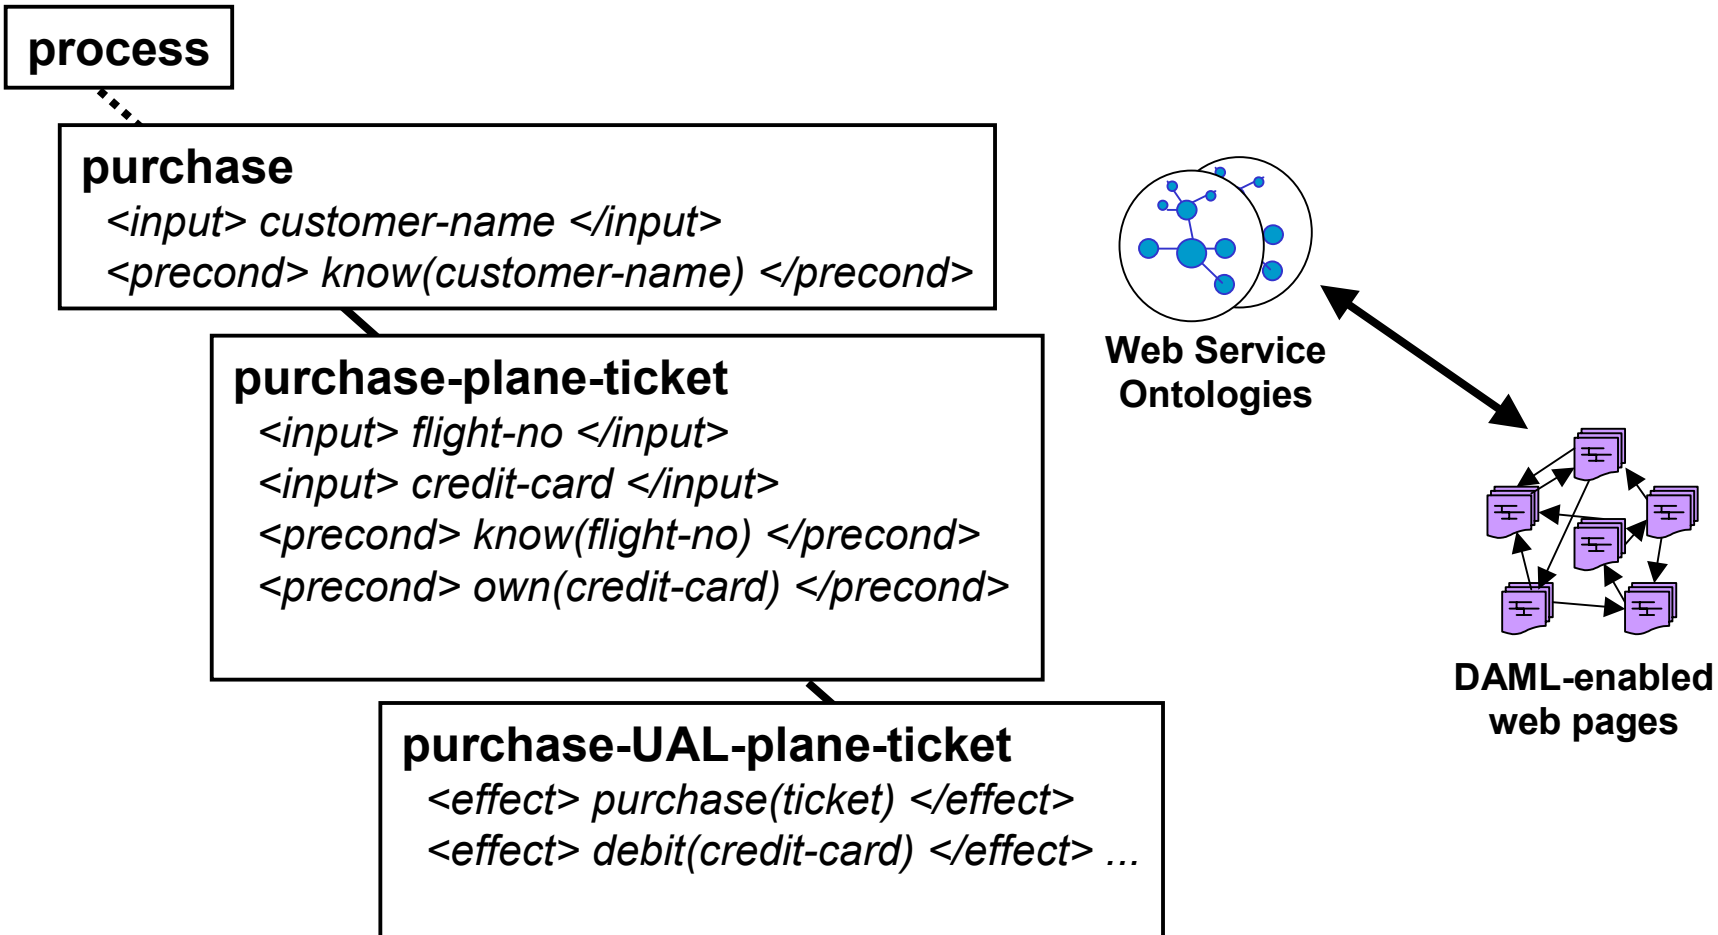 process
purchase
<input> customer-name </input>
<precond> know(customer-name) </precond>
purchase-plane-ticket
<input> flight-no </input>
<input> credit-card </input>
<precond> know(flight-no) </precond>
<precond> own(credit-card) </precond>
purchase-UAL-plane-ticket
<effect> purchase(ticket) </effect>
<effect> debit(credit-card) </effect> ...
Web Service
Ontologies
DAML-enabled
web pages